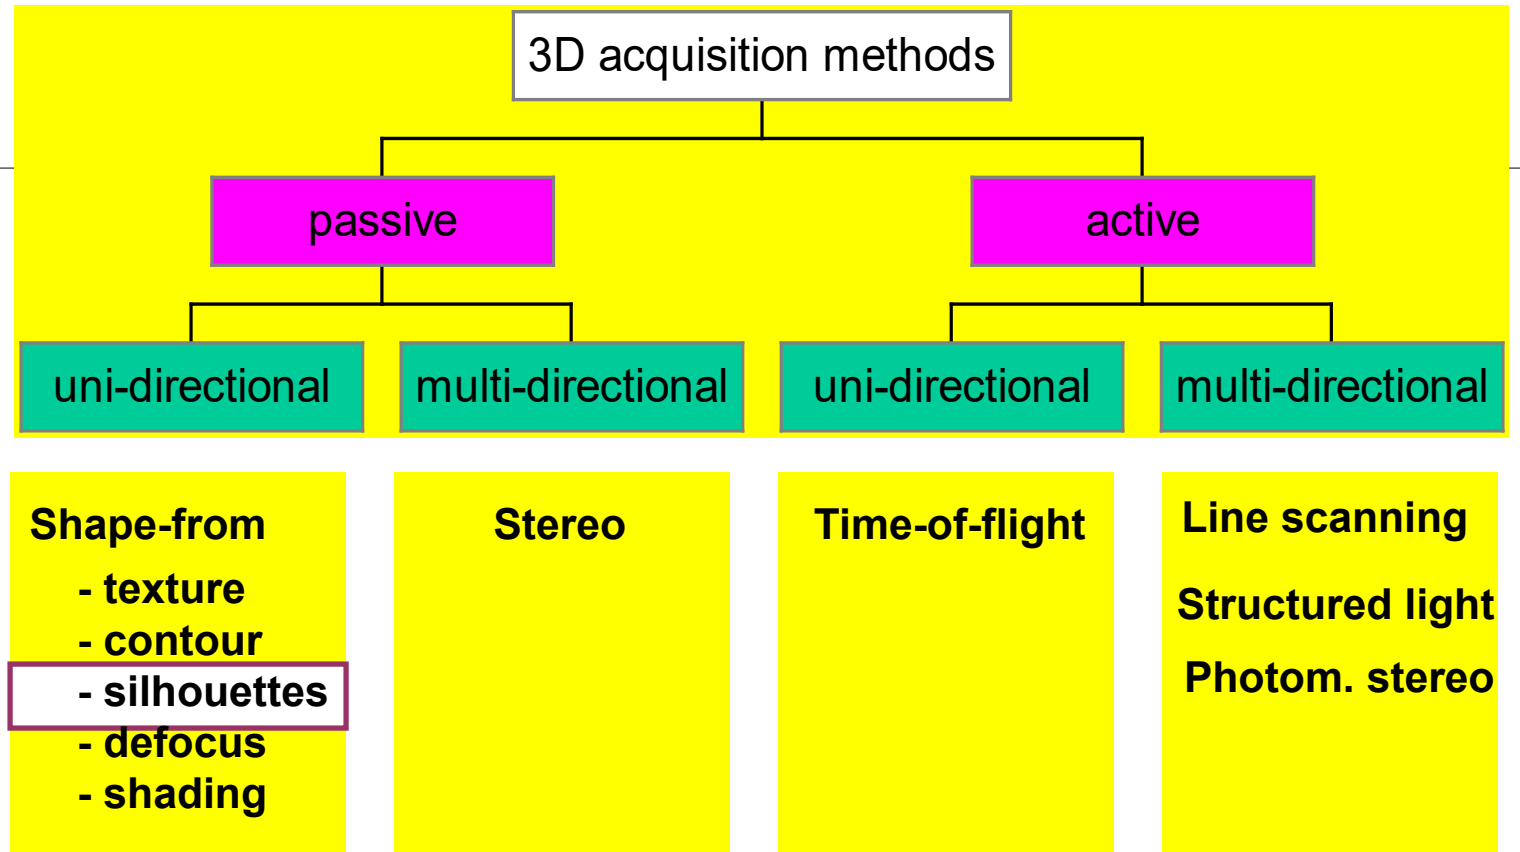 3D acquisition methods
passive
active
uni-directional
multi-directional
uni-directional
multi-directional
Shape-from
- texture
- contour
- silhouettes
- defocus
- shading
Stereo
Time-of-flight
Line scanning
Structured light
Photom. stereo